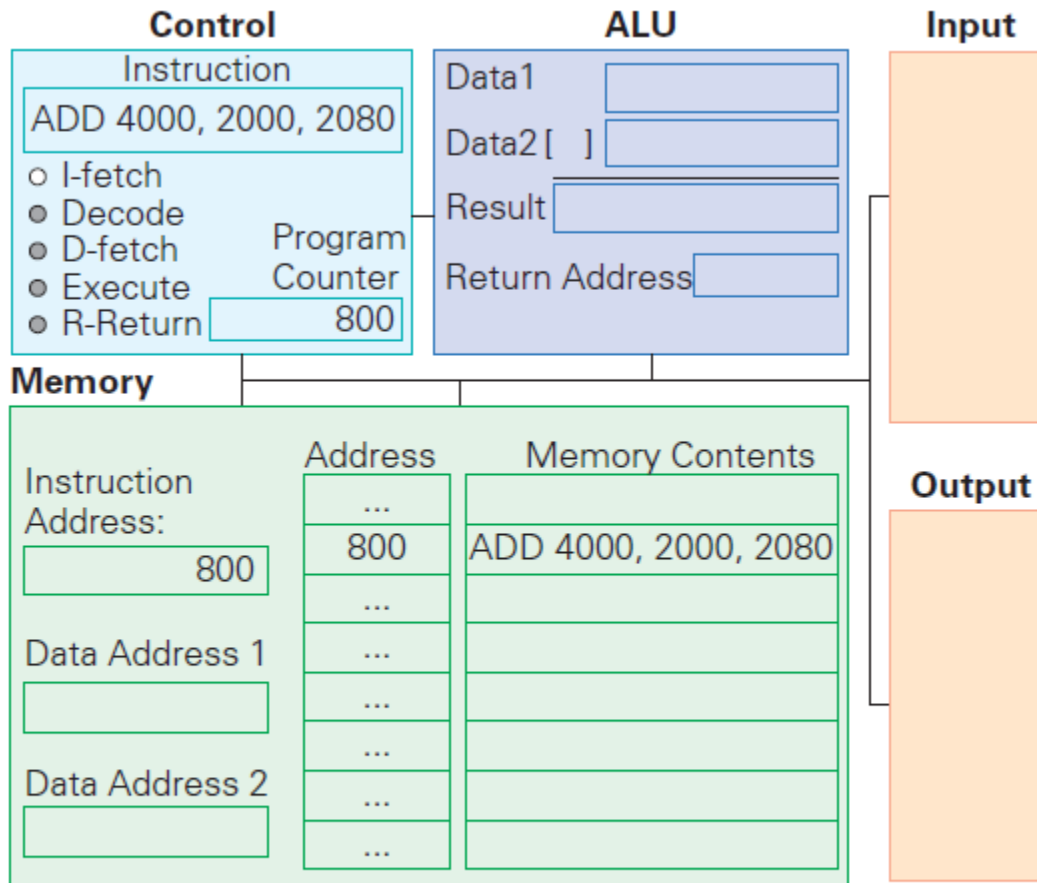 Control
Instruction
ADD 4000, 2000, 2080
I-fetch
Decode
D-fetch
Execute
R-Return
Program
Counter
800
ALU
Data1
Data2 [ ]
Result
Return Address
Input
Memory
Instruction
Address:
800
Data Address 1
Data Address 2
Address Memory Contents
...
800 ADD 4000, 2000, 2080
...
...
...
...
...
...
Output